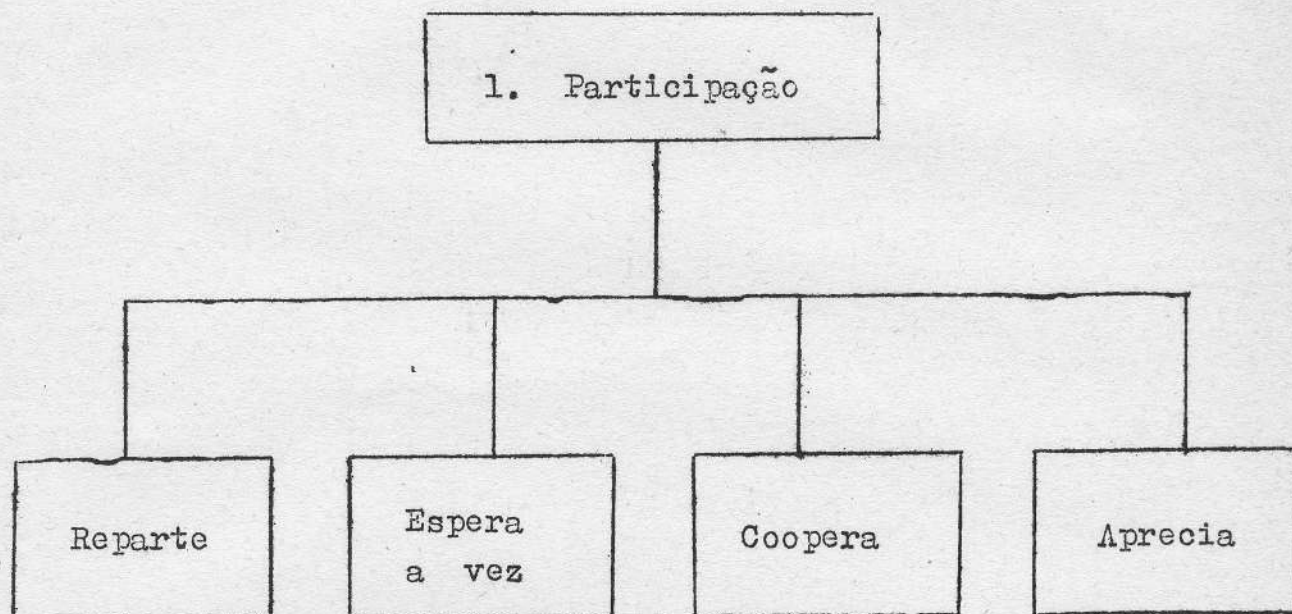 1. Participação
Reparte
Espera
a vez
Coopera
Aprecia